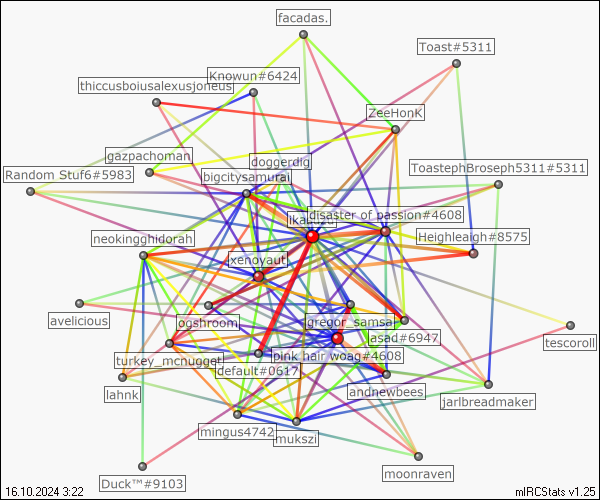 facadas.
Toast#5311
Knowun#6424
thiccusboiusalexusjoneus
ZeeHonK
gazpachoman
doggerdig
Random Stuf6#5983
bigcitysamurai
ToastephBroseph5311#5311
disaster of passion#4608
neokingghidorah
Heighleaigh#8575
xenoyaut
avelicious
ogshroom
gregor_samsa
jasad#6947
tescoroll
turkey_mcnugget
pink hair woag#4608
default#0617
lahnk
andnewbees
jarlbreadmaker
mingus4742
mukszi
moonraven
Duck™#9103
16.10.2024 3:22
mIRCStats v1.25